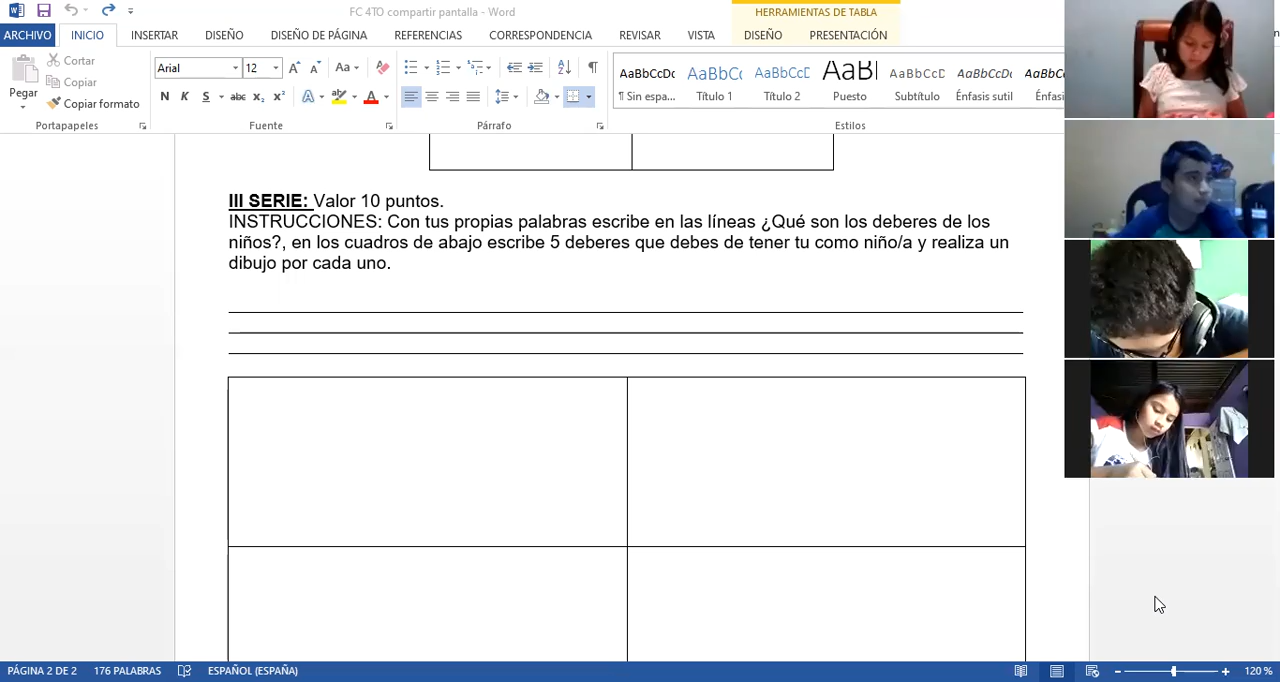 FC 4TO compartir pantalla - Word
HERRAMIENTAS DE TABLA
ARCHIVO INICIO INSERTAR DISEÑO DISEÑO DE PÁGINA REFERENCIAS CORRESPONDENCIA REVISAR VISTA DISEÑO PRESENTACIÓN
Pegar
Cortar
Copiar
Copiar formato
Portapapeles
Arial 12
Aa
N K S abc x₂ x²
A
Fuente
Párrafo
AaBbCcDc AaBbCc AaBbCcD AaBl AaBbCcD AaBbCcDc AaBbCc
¶ Sin espa... Título 1 Título 2 Puesto Subtítulo Énfasis sutil Énfasi
Estilos
III SERIE: Valor 10 puntos.
INSTRUCCIONES: Con tus propias palabras escribe en las líneas ¿Qué son los deberes de los
niños?, en los cuadros de abajo escribe 5 deberes que debes de tener tu como niño/a y realiza un
dibujo por cada uno.
PÁGINA 2 DE 2 176 PALABRAS ESPAÑOL (ESPAÑA) 120 %